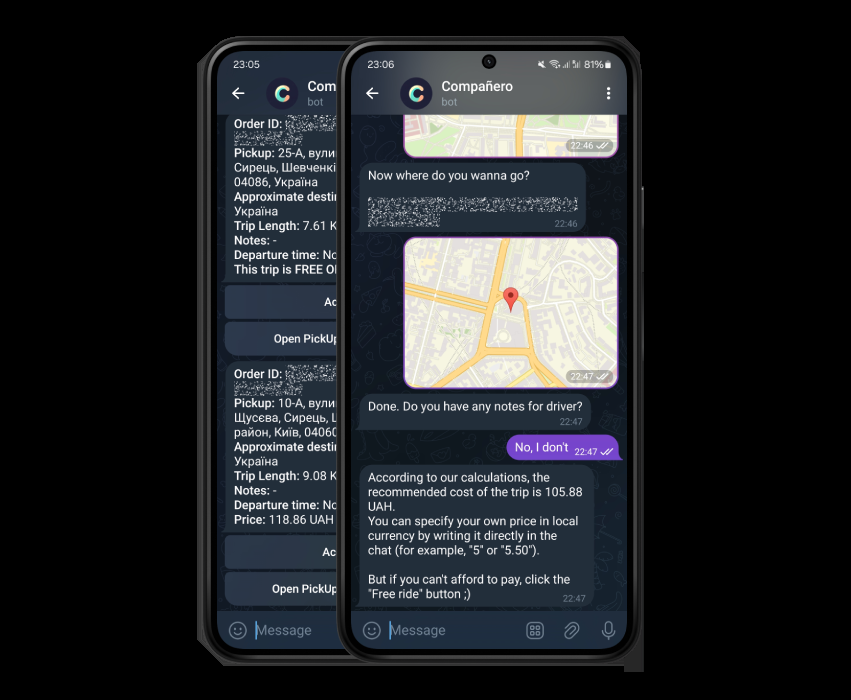 23:05
Com
bot
Order ID:
Pickup: 25-A, вули
Сирець, Шевченкі
04086, Україна
Approximate destin
Україна
Trip Length: 7.61 K
Notes: -
Departure time: No
This trip is FREE O
Ac
Open PickUp
Order ID:
Pickup: 10-A, вули
Щусєва, Сирець, Ш
район, Київ, 04060
Approximate destin
Україна
Trip Length: 9.08 K
Notes: -
Departure time: No
Price: 118.86 UAH
Ac
Open PickUp
Message
23:06
81%
Compañero
bot
22:46
Now where do you wanna go?
22:46
22:47
Done. Do you have any notes for driver?
22:47
No, I don't 22:47
According to our calculations, the
recommended cost of the trip is 105.88
UAH.
You can specify your own price in local
currency by writing it directly in the
chat (for example, "5" or "5.50").
But if you can't afford to pay, click the
"Free ride" button ;)
22:47
Message